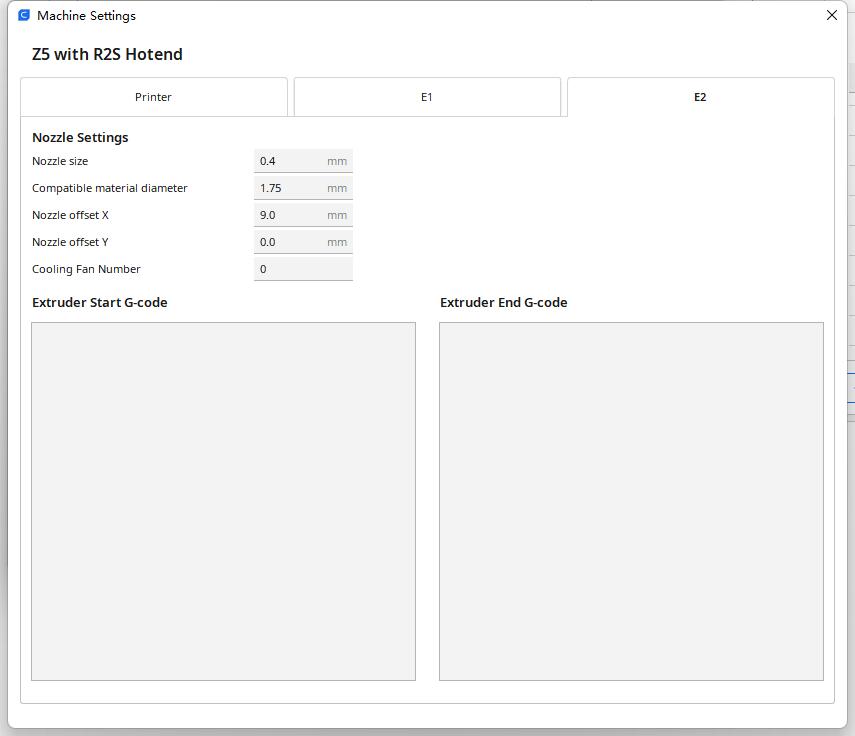 Machine Settings
Z5 with R2S Hotend
Printer
E1
E2
Nozzle Settings
Nozzle size 0.4 mm
Compatible material diameter 1.75 mm
Nozzle offset X 9.0 mm
Nozzle offset Y 0.0 mm
Cooling Fan Number 0
Extruder Start G-code
Extruder End G-code